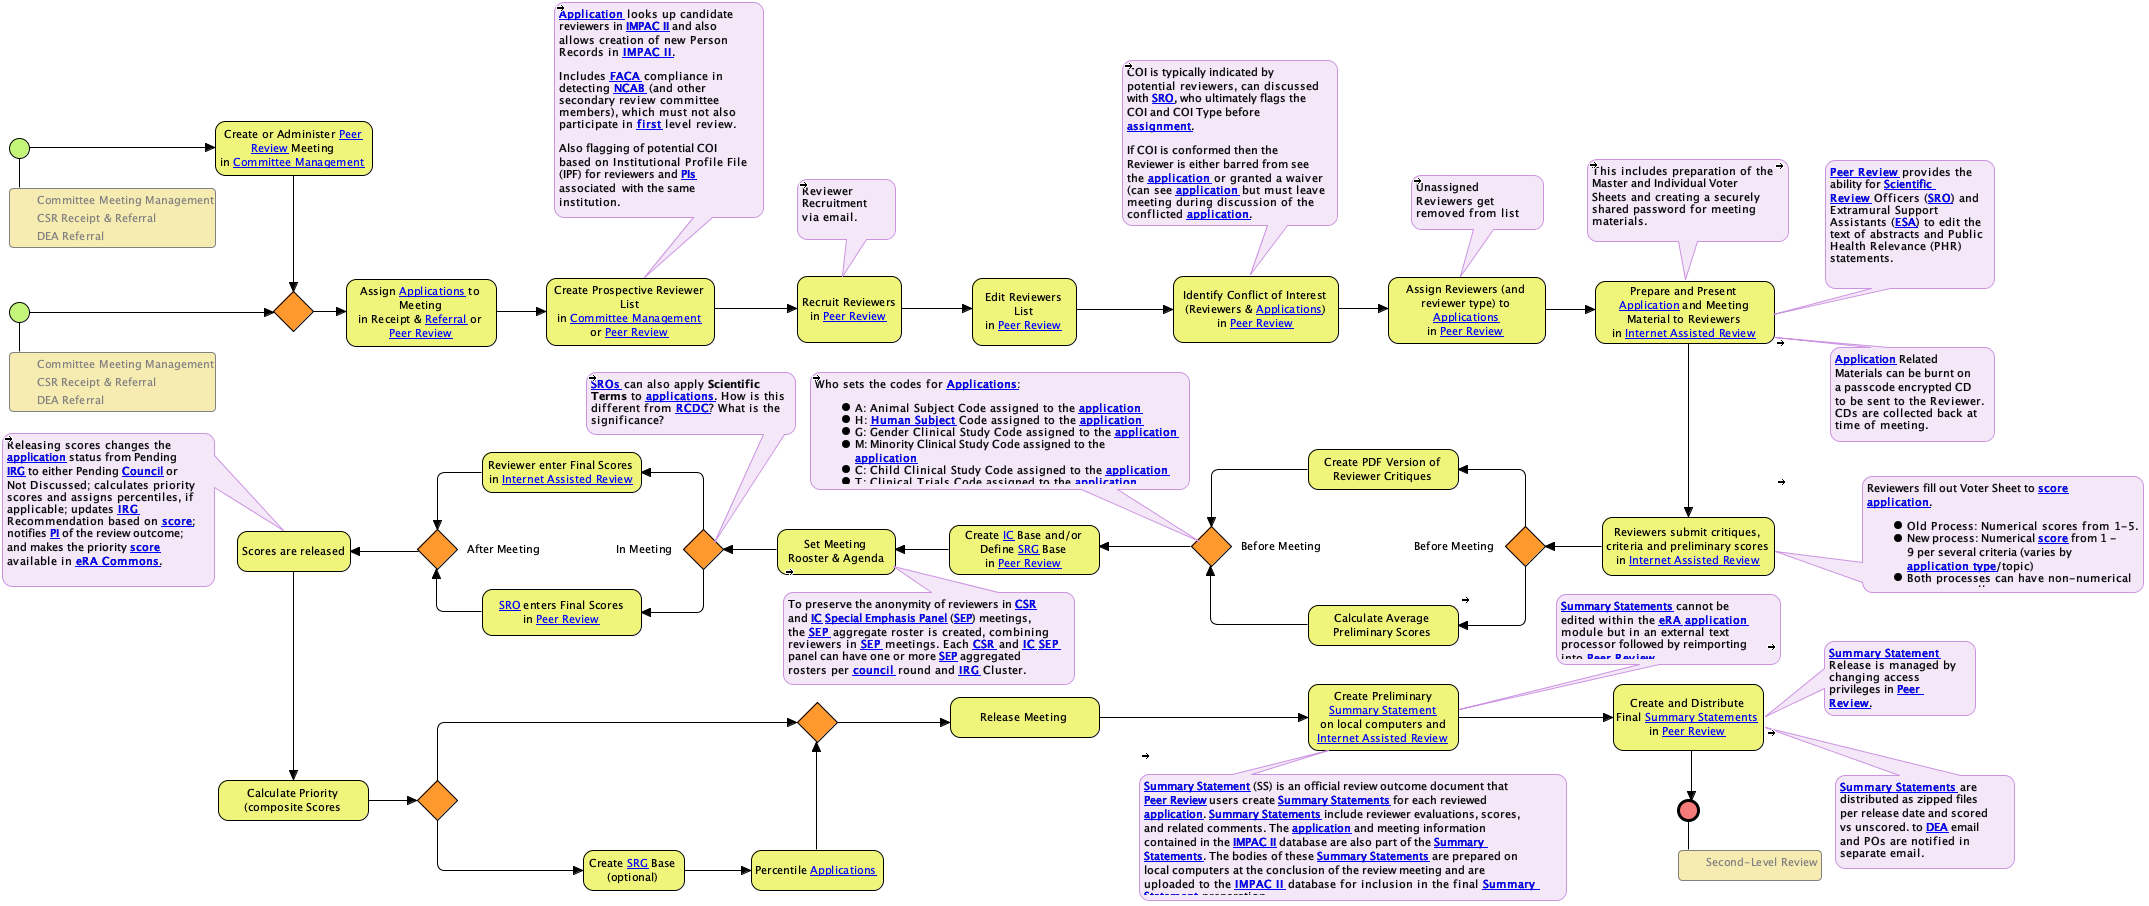 Application looks up candidate
reviewers in IMPAC II and also
allows creation of new Person
Records in IMPAC II.
Includes FACA compliance in
detecting NCAB (and other
secondary review committee
members), which must not also
participate in first level review.
Also flagging of potential COI
based on Institutional Profile File
(IPF) for reviewers and PIs
associated with the same
institution.
COI is typically indicated by
potential reviewers, can discussed
with SRO, who ultimately flags the
COI and COI Type before
assignment.
If COI is conformed then the
Reviewer is either barred from see
the application or granted a waiver
(can see application but must leave
meeting during discussion of the
conflicted application.
Create or Administer Peer
Review Meeting
in Committee Management
Committee Meeting Management
CSR Receipt & Referral
DEA Referral
Reviewer
Recruitment
via email.
Unassigned
Reviewers get
removed from list
This includes preparation of the
Master and Individual Voter
Sheets and creating a securely
shared password for meeting
materials.
Peer Review provides the
ability for Scientific
Review Officers (SRO) and
Extramural Support
Assistants (ESA) to edit the
text of abstracts and Public
Health Relevance (PHR)
statements.
Assign Applications to
Meeting
in Receipt & Referral or
Peer Review
Create Prospective Reviewer
List
in Committee Management
or Peer Review
Recruit Reviewers
in Peer Review
Edit Reviewers
List
in Peer Review
Identify Conflict of Interest
(Reviewers & Applications)
in Peer Review
Assign Reviewers (and
reviewer type) to
Applications
in Peer Review
Prepare and Present
Application and Meeting
Material to Reviewers
in Internet Assisted Review
Committee Meeting Management
CSR Receipt & Referral
DEA Referral
Application Related
Materials can be burnt on
a passcode encrypted CD
to be sent to the Reviewer.
CDs are collected back at
time of meeting.
SROs can also apply Scientific
Terms to applications. How is this
different from RCDC? What is the
significance?
Who sets the codes for Applications:
● A: Animal Subject Code assigned to the application
● H: Human Subject Code assigned to the application
● G: Gender Clinical Study Code assigned to the application
● M: Minority Clinical Study Code assigned to the
application
● C: Child Clinical Study Code assigned to the application
● T: Clinical Trials Code assigned to the application
Releasing scores changes the
application status from Pending
IRG to either Pending Council or
Not Discussed; calculates priority
scores and assigns percentiles, if
applicable; updates IRG
Recommendation based on score;
notifies PI of the review outcome;
and makes the priority score
available in eRA Commons.
Reviewer enter Final Scores
in Internet Assisted Review
Create PDF Version of
Reviewer Critiques
Reviewers fill out Voter Sheet to score
application.
● Old Process: Numerical scores from 1-5.
● New process: Numerical score from 1 -
9 per several criteria (varies by
application type/topic)
● Both processes can have non-numerical
Scores are released
After Meeting
In Meeting
Set Meeting
Rooster & Agenda
Create IC Base and/or
Define SRG Base
in Peer Review
Before Meeting
Before Meeting
Reviewers submit critiques,
criteria and preliminary scores
in Internet Assisted Review
SRO enters Final Scores
in Peer Review
Calculate Average
Preliminary Scores
To preserve the anonymity of reviewers in CSR
and IC Special Emphasis Panel (SEP) meetings,
the SEP aggregate roster is created, combining
reviewers in SEP meetings. Each CSR and IC SEP
panel can have one or more SEP aggregated
rosters per council round and IRG Cluster.
Summary Statements cannot be
edited within the eRA application
module but in an external text
processor followed by reimporting
into Peer Review
Summary Statement
Release is managed by
changing access
privileges in Peer
Review.
Release Meeting
Create Preliminary
Summary Statement
on local computers and
Internet Assisted Review
Create and Distribute
Final Summary Statements
in Peer Review
Calculate Priority
(composite Scores
Create SRG Base
(optional)
Percentile Applications
Summary Statement (SS) is an official review outcome document that
Peer Review users create Summary Statements for each reviewed
application. Summary Statements include reviewer evaluations, scores,
and related comments. The application and meeting information
contained in the IMPAC II database are also part of the Summary
Statements. The bodies of these Summary Statements are prepared on
local computers at the conclusion of the review meeting and are
uploaded to the IMPAC II database for inclusion in the final Summary
Summary Statements are
distributed as zipped files
per release date and scored
vs unscored. to DEA email
and POs are notified in
separate email.
Second-Level Review